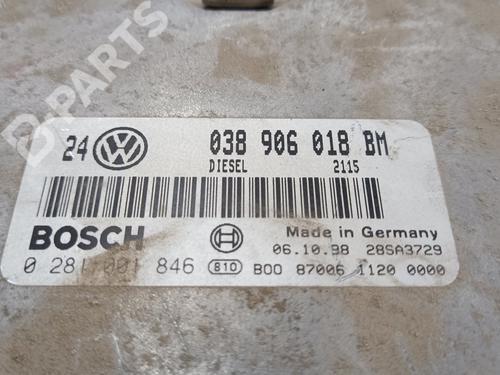 B-PARTS
24 VW 038 906 018 BM
DIESEL 2115
BOSCH Made in Germany
06.10.98 28SA3729
0 281 001 846 810 B00 87006 1120 0000